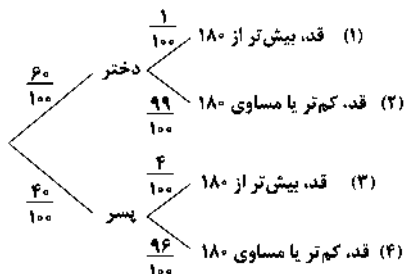 ۱/۱۰۰ (۱) قد، بیش‌تر از ۱۸۰
۶۰/۱۰۰ دختر
۹۹/۱۰۰ (۲) قد، کم‌تر یا مساوی ۱۸۰
۴/۱۰۰ (۳) قد، بیش‌تر از ۱۸۰
۴۰/۱۰۰ پسر
۹۶/۱۰۰ (۴) قد، کم‌تر یا مساوی ۱۸۰